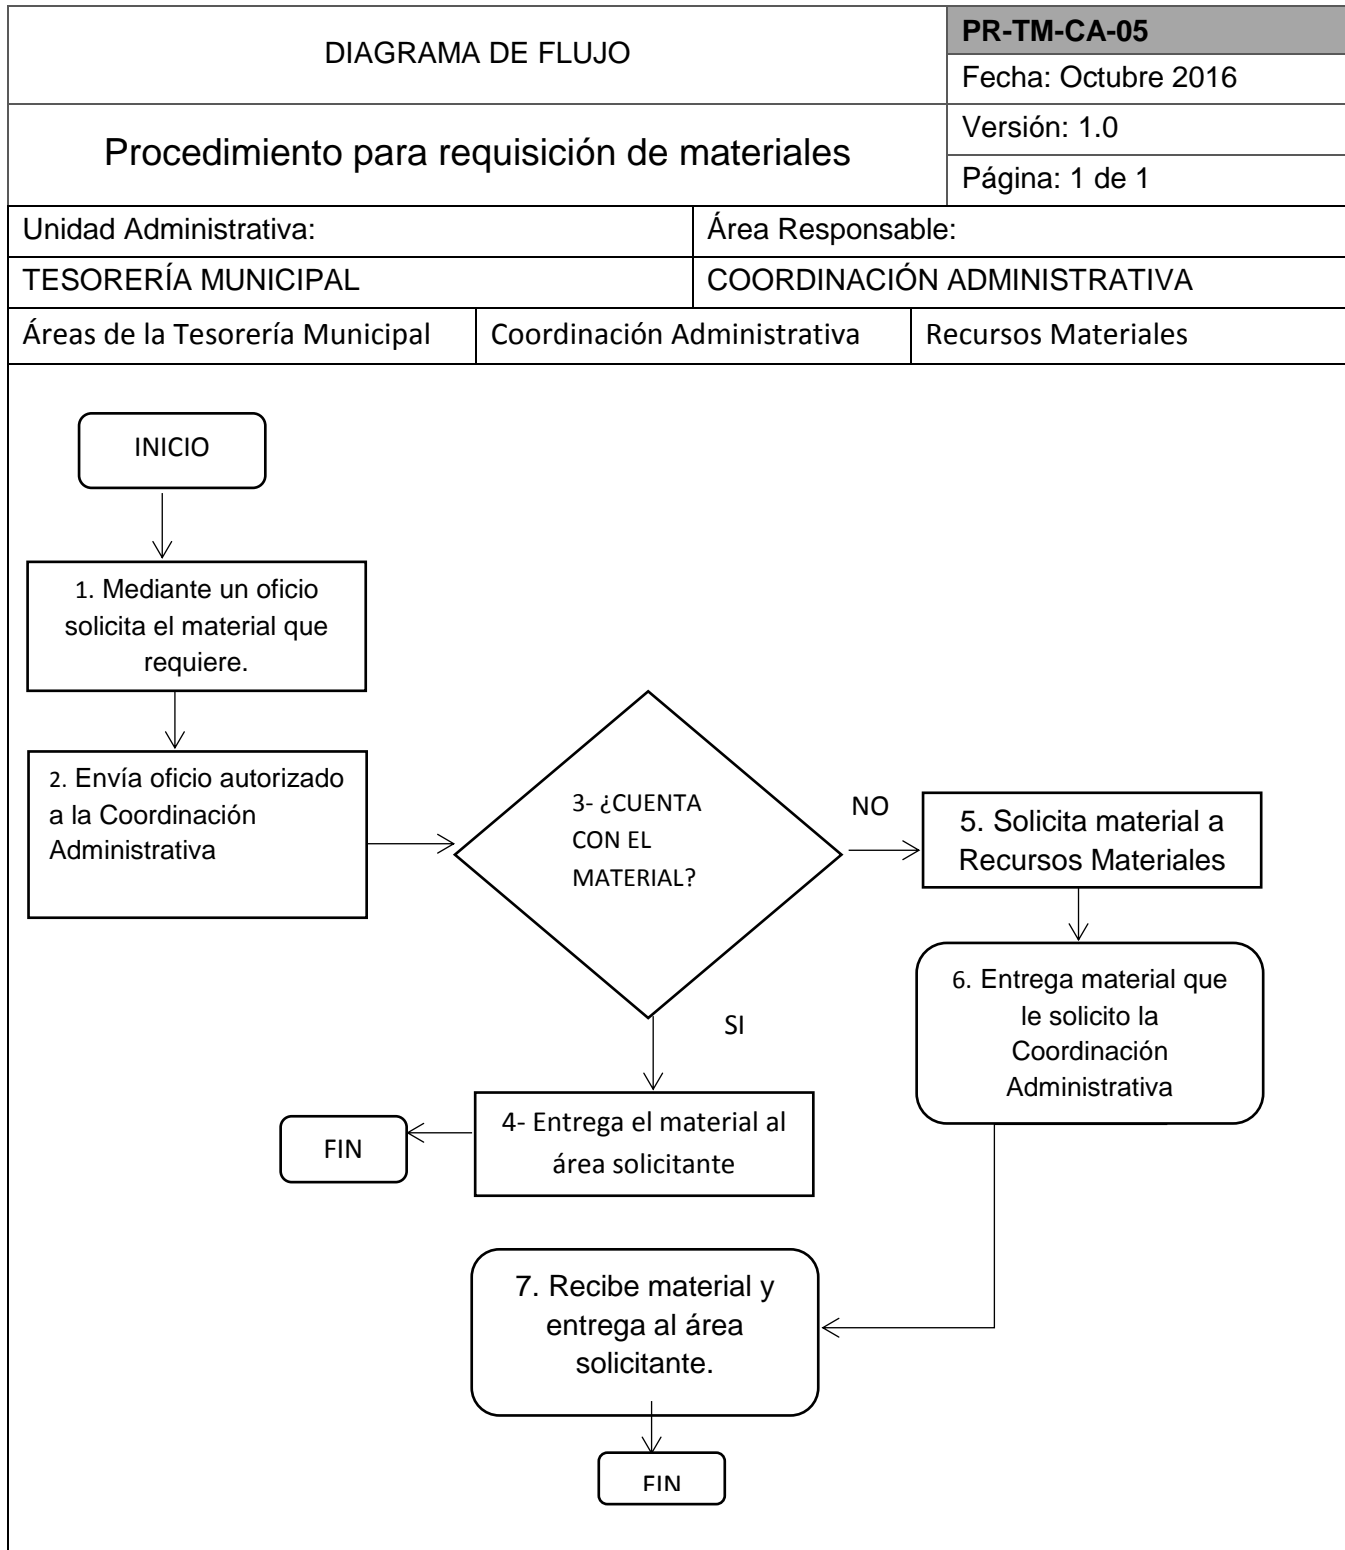 DIAGRAMA DE FLUJO
PR-TM-CA-05
Fecha: Octubre 2016
Procedimiento para requisición de materiales
Versión: 1.0
Página: 1 de 1
Unidad Administrativa:
Área Responsable:
TESORERÍA MUNICIPAL
COORDINACIÓN ADMINISTRATIVA
Áreas de la Tesorería Municipal
Coordinación Administrativa
Recursos Materiales
INICIO
1. Mediante un oficio
solicita el material que
requiere.
2. Envía oficio autorizado
a la Coordinación
Administrativa
3- ¿CUENTA
CON EL
MATERIAL?
NO
5. Solicita material a
Recursos Materiales
6. Entrega material que
le solicito la
Coordinación
Administrativa
SI
4- Entrega el material al
área solicitante
FIN
7. Recibe material y
entrega al área
solicitante.
FIN